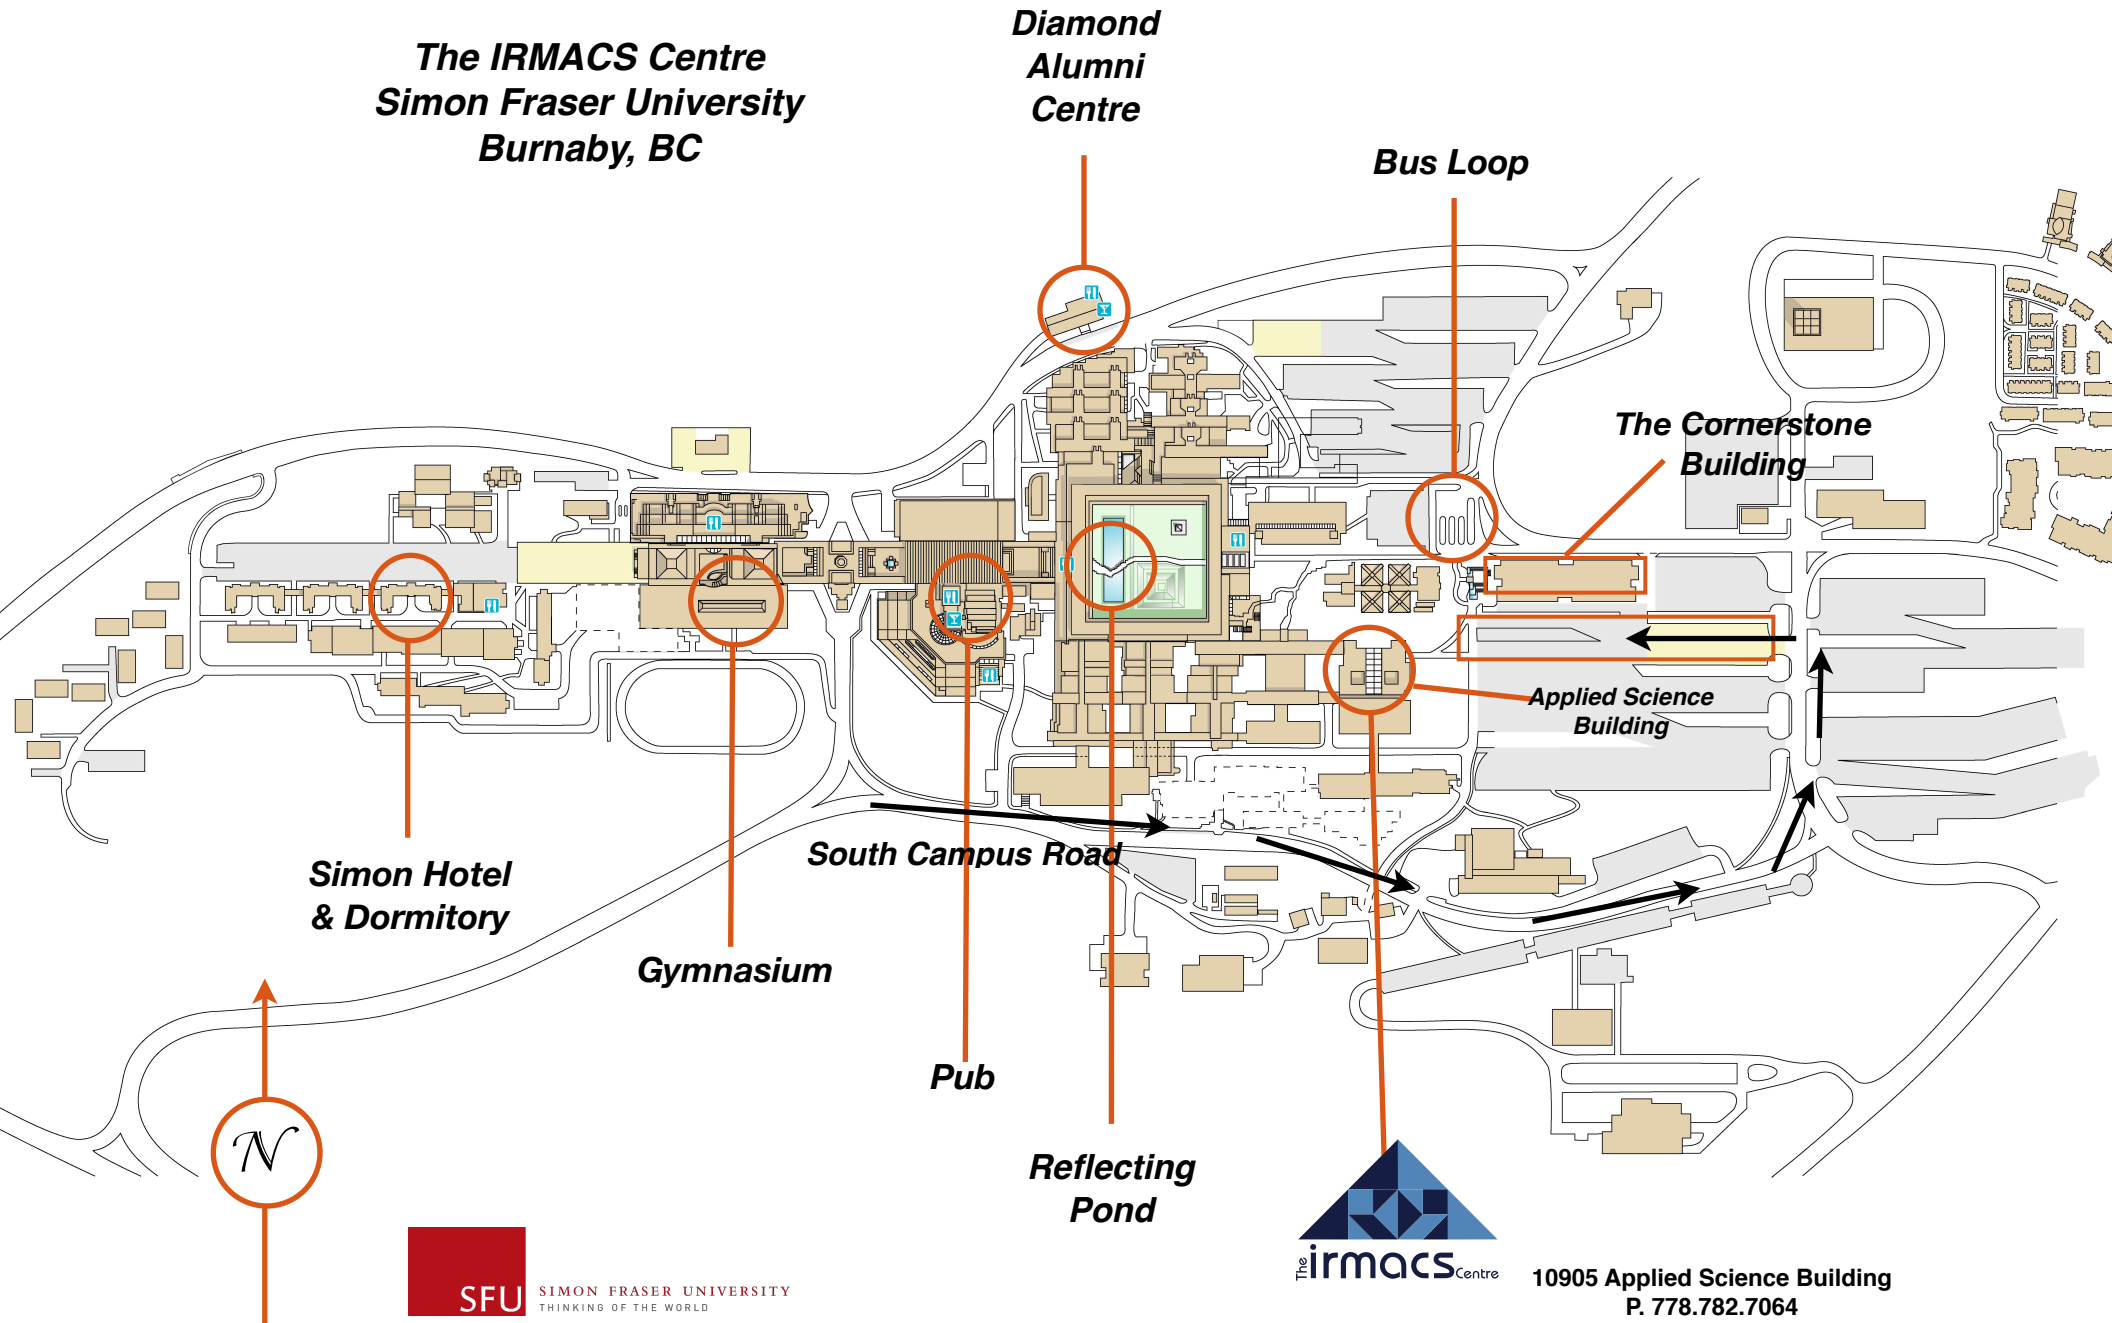 The IRMACS Centre
Simon Fraser University
Burnaby, BC
Diamond
Alumni
Centre
Bus Loop
The Cornerstone
Building
Applied Science
Building
South Campus Road
Simon Hotel
& Dormitory
Gymnasium
Pub
Reflecting
Pond
N
SFU
SIMON FRASER UNIVERSITY
THINKING OF THE WORLD
The irmacs Centre
10905 Applied Science Building
P. 778.782.7064